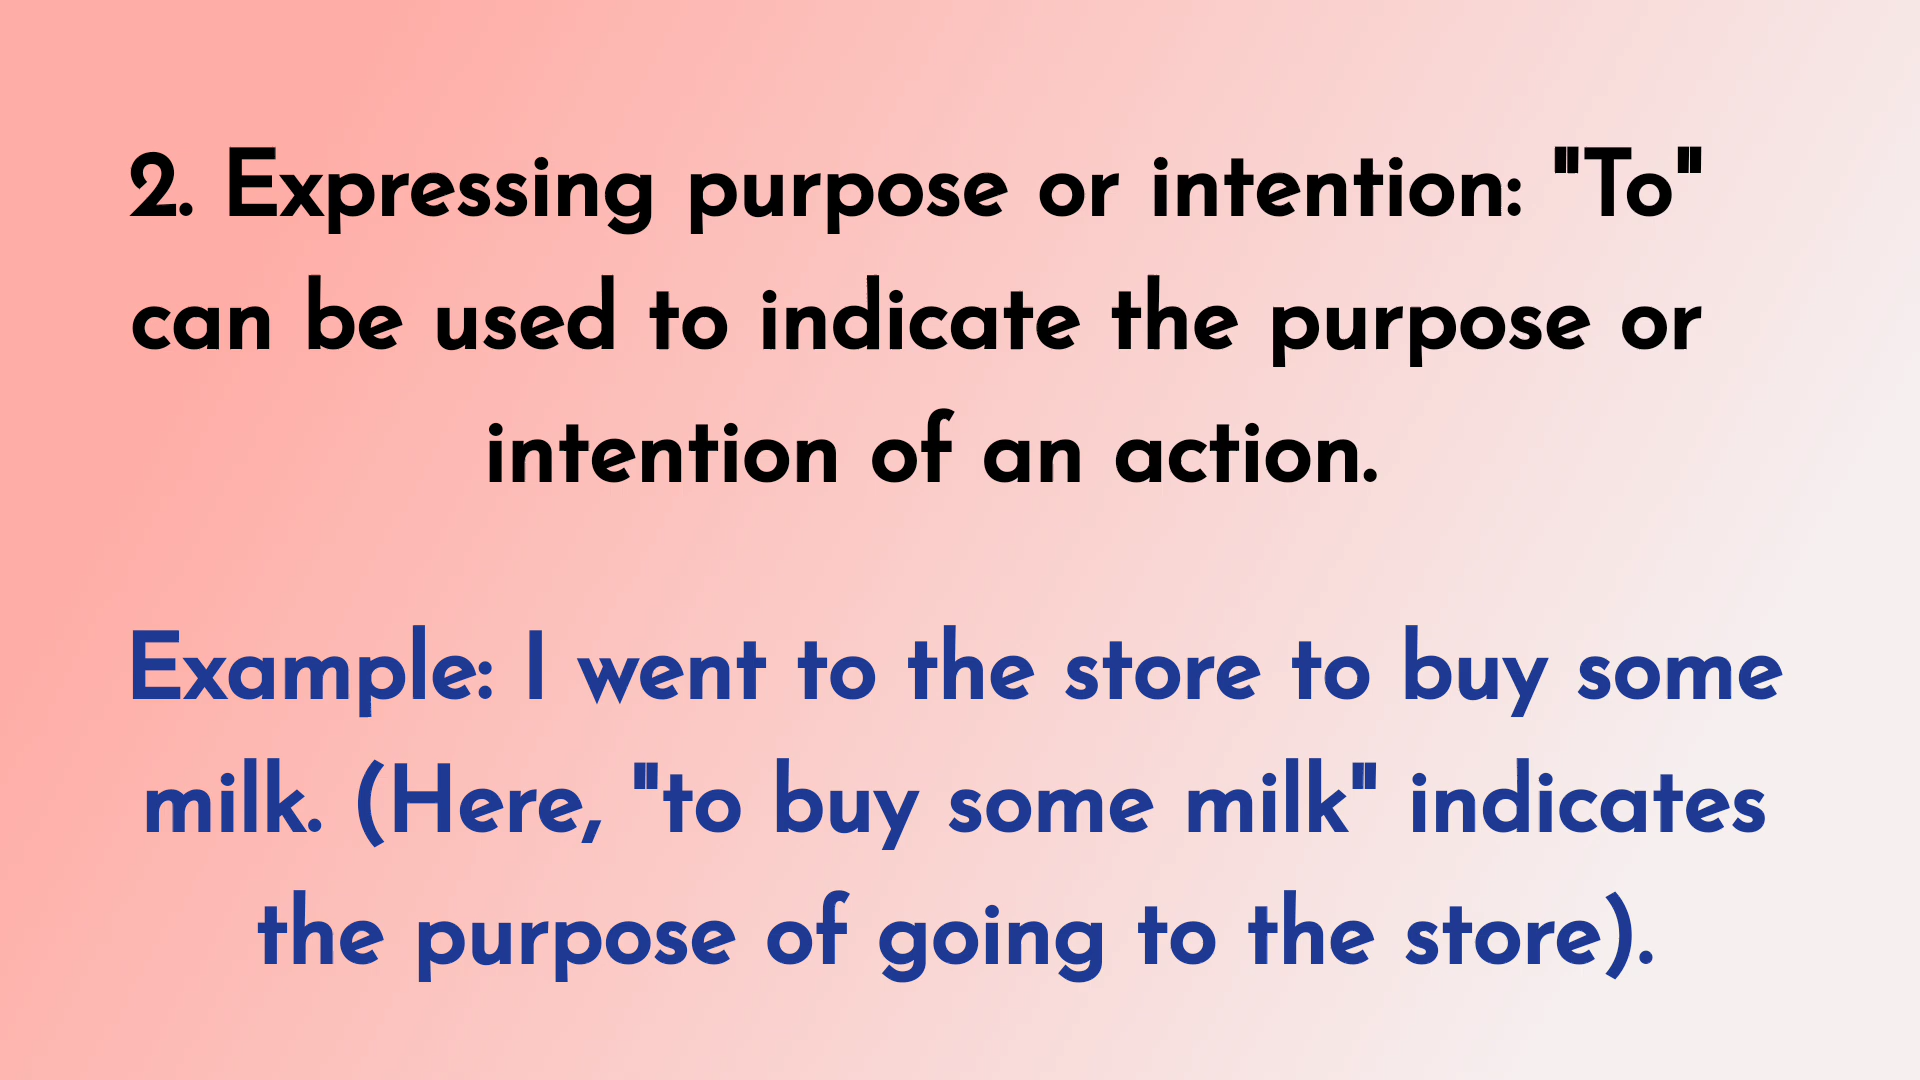 2. Expressing purpose or intention: "To"
can be used to indicate the purpose or
intention of an action.
Example: I went to the store to buy some
milk. (Here, "to buy some milk" indicates
the purpose of going to the store).